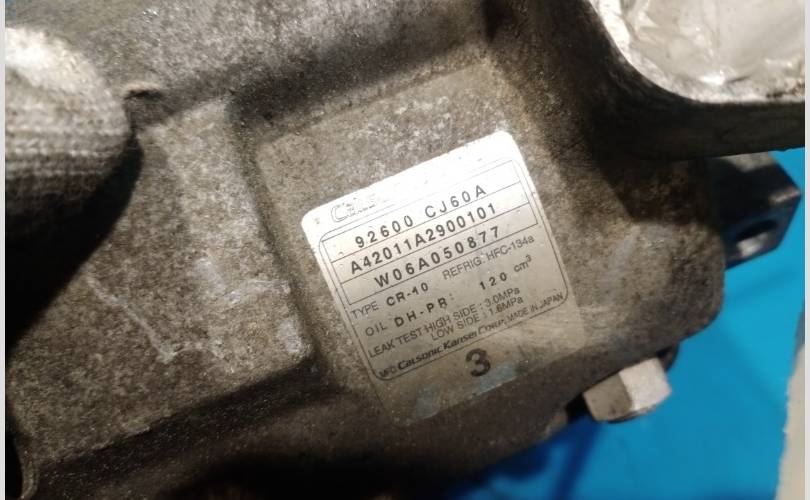 92600 CJ60A
A42011A2900101
W06A050877
TYPE CR-10 REFRIG: HFC-134a
OIL DH-PR: 120 cm³
LEAK TEST HIGH SIDE : 3.0MPa
LOW SIDE : 1.6MPa
MFD CALSONIC KANSEI CORP. MADE IN JAPAN
3